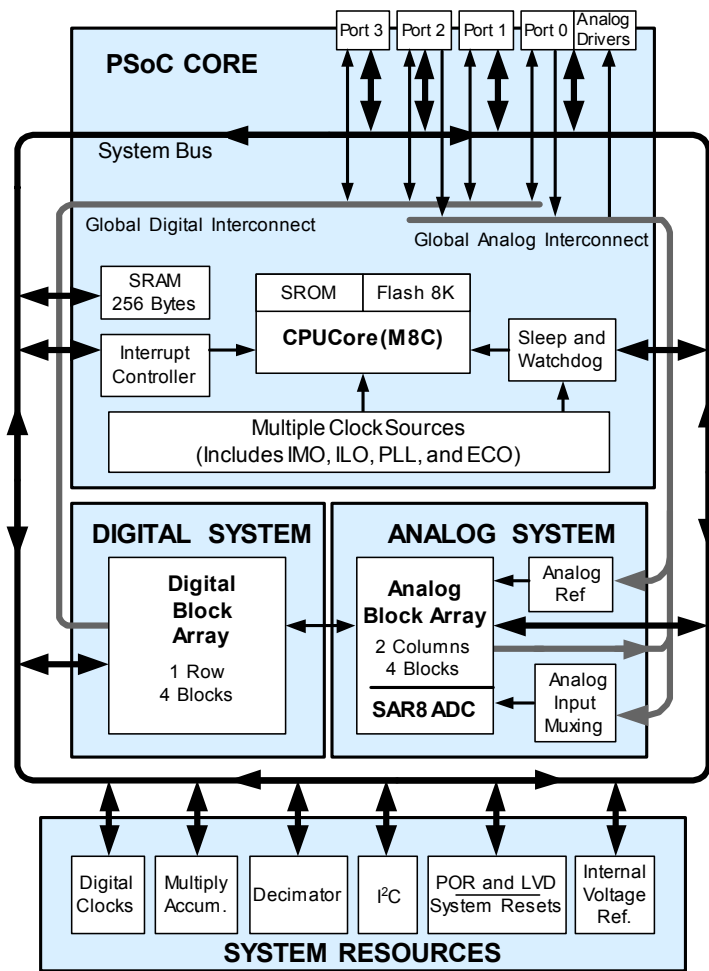 Port 3
Port 2
Port 1
Port 0
Analog
Drivers
PSoC CORE
System Bus
Global Digital Interconnect
Global Analog Interconnect
SRAM
256 Bytes
SROM
Flash 8K
CPUCore(M8C)
Interrupt
Controller
Sleep and
Watchdog
Multiple Clock Sources
(Includes IMO, ILO, PLL, and ECO)
DIGITAL SYSTEM
Digital
Block
Array
1 Row
4 Blocks
ANALOG SYSTEM
Analog
Block Array
2 Columns
4 Blocks
SAR8 ADC
Analog
Ref
Analog
Input
Muxing
Digital
Clocks
Multiply
Accum.
Decimator
I²C
POR and LVD
System Resets
Internal
Voltage
Ref.
SYSTEM RESOURCES